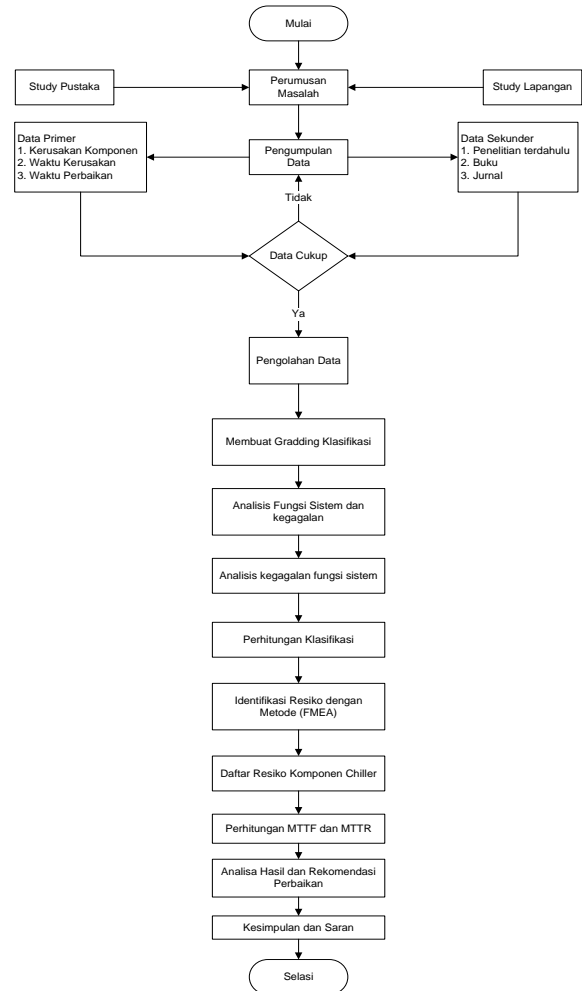 Mulai
Study Pustaka
Perumusan
Masalah
Study Lapangan
Data Primer
1. Kerusakan Komponen
2. Waktu Kerusakan
3. Waktu Perbaikan
Pengumpulan
Data
Data Sekunder
1. Penelitian terdahulu
2. Buku
3. Jurnal
Tidak
Data Cukup
Ya
Pengolahan Data
Membuat Gradding Klasifikasi
Analisis Fungsi Sistem dan
kegagalan
Analisis kegagalan fungsi sistem
Perhitungan Klasifikasi
Identifikasi Resiko dengan
Metode (FMEA)
Daftar Resiko Komponen Chiller
Perhitungan MTTF dan MTTR
Analisa Hasil dan Rekomendasi
Perbaikan
Kesimpulan dan Saran
Selasi